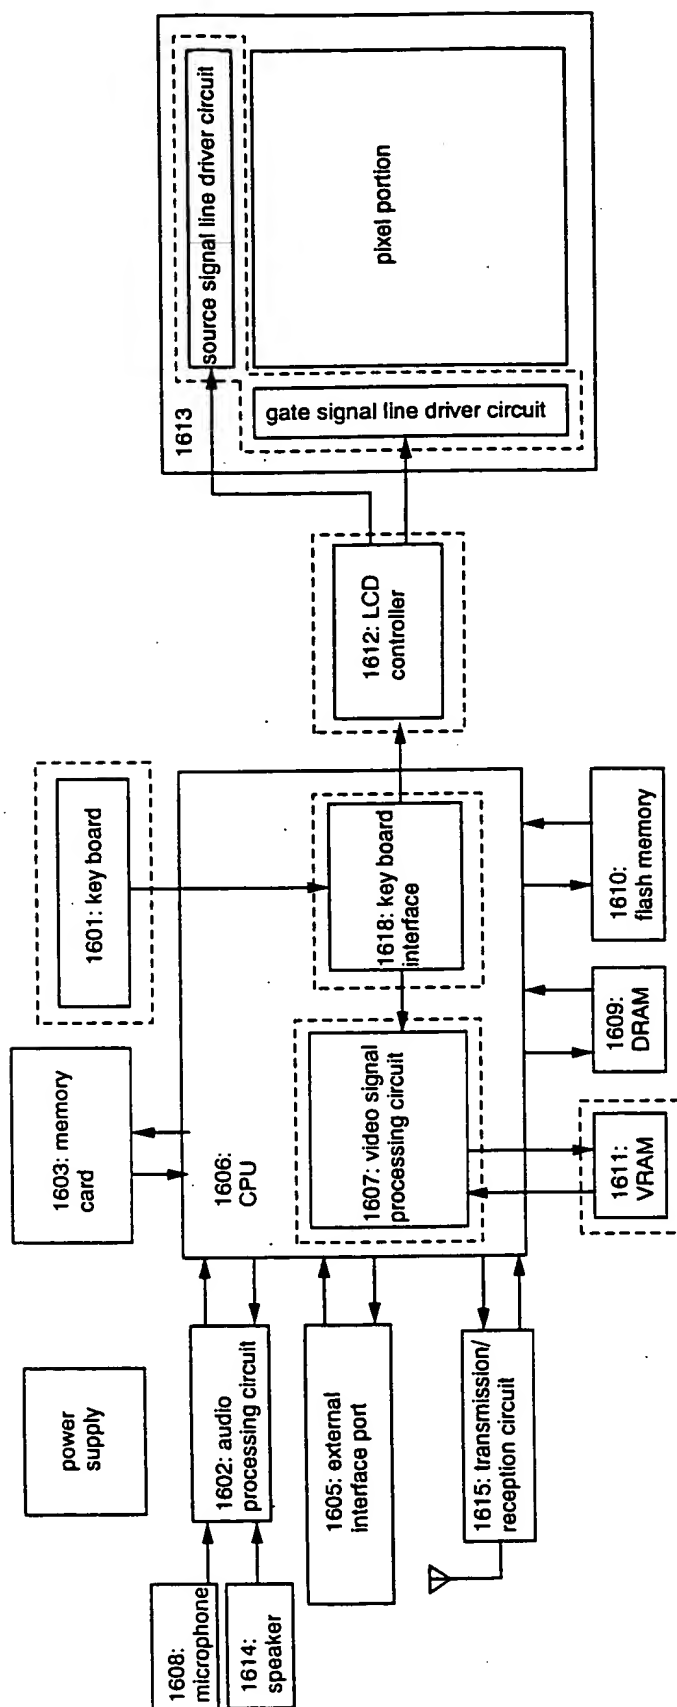 power
supply
1608:
microphone
1614:
speaker
1602: audio
processing circuit
1605: external
interface port
1615: transmission/
reception circuit
1603: memory
card
1601: key board
1606:
CPU
1607: video signal
processing circuit
1618: key board
interface
1611:
VRAM
1609:
DRAM
1610:
flash memory
1612: LCD
controller
1613
source signal line driver circuit
gate signal line driver circuit
pixel portion